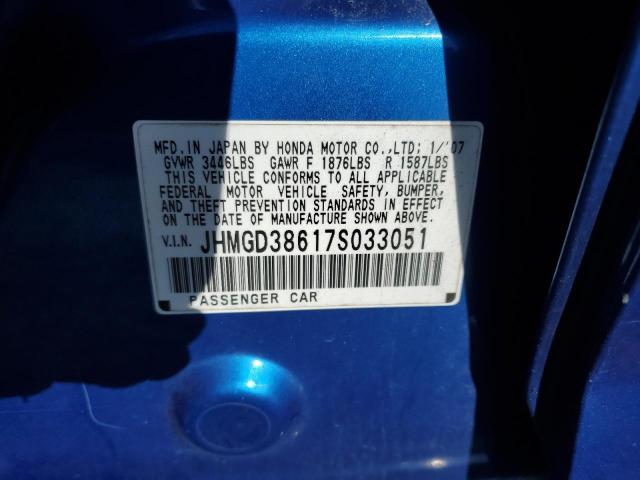 MFD. IN JAPAN BY HONDA MOTOR CO.,LTD: 1/'07
GVWR 3446LBS GAWR F 1876LBS R 1587LBS
THIS VEHICLE CONFORMS TO ALL APPLICABLE
FEDERAL MOTOR VEHICLE SAFETY, BUMPER,
AND THEFT PREVENTION STANDARDS IN EFFECT
ON THE DATE OF MANUFACTURE SHOWN ABOVE.
V.I.N. JHMGD38617S033051
PASSENGER CAR